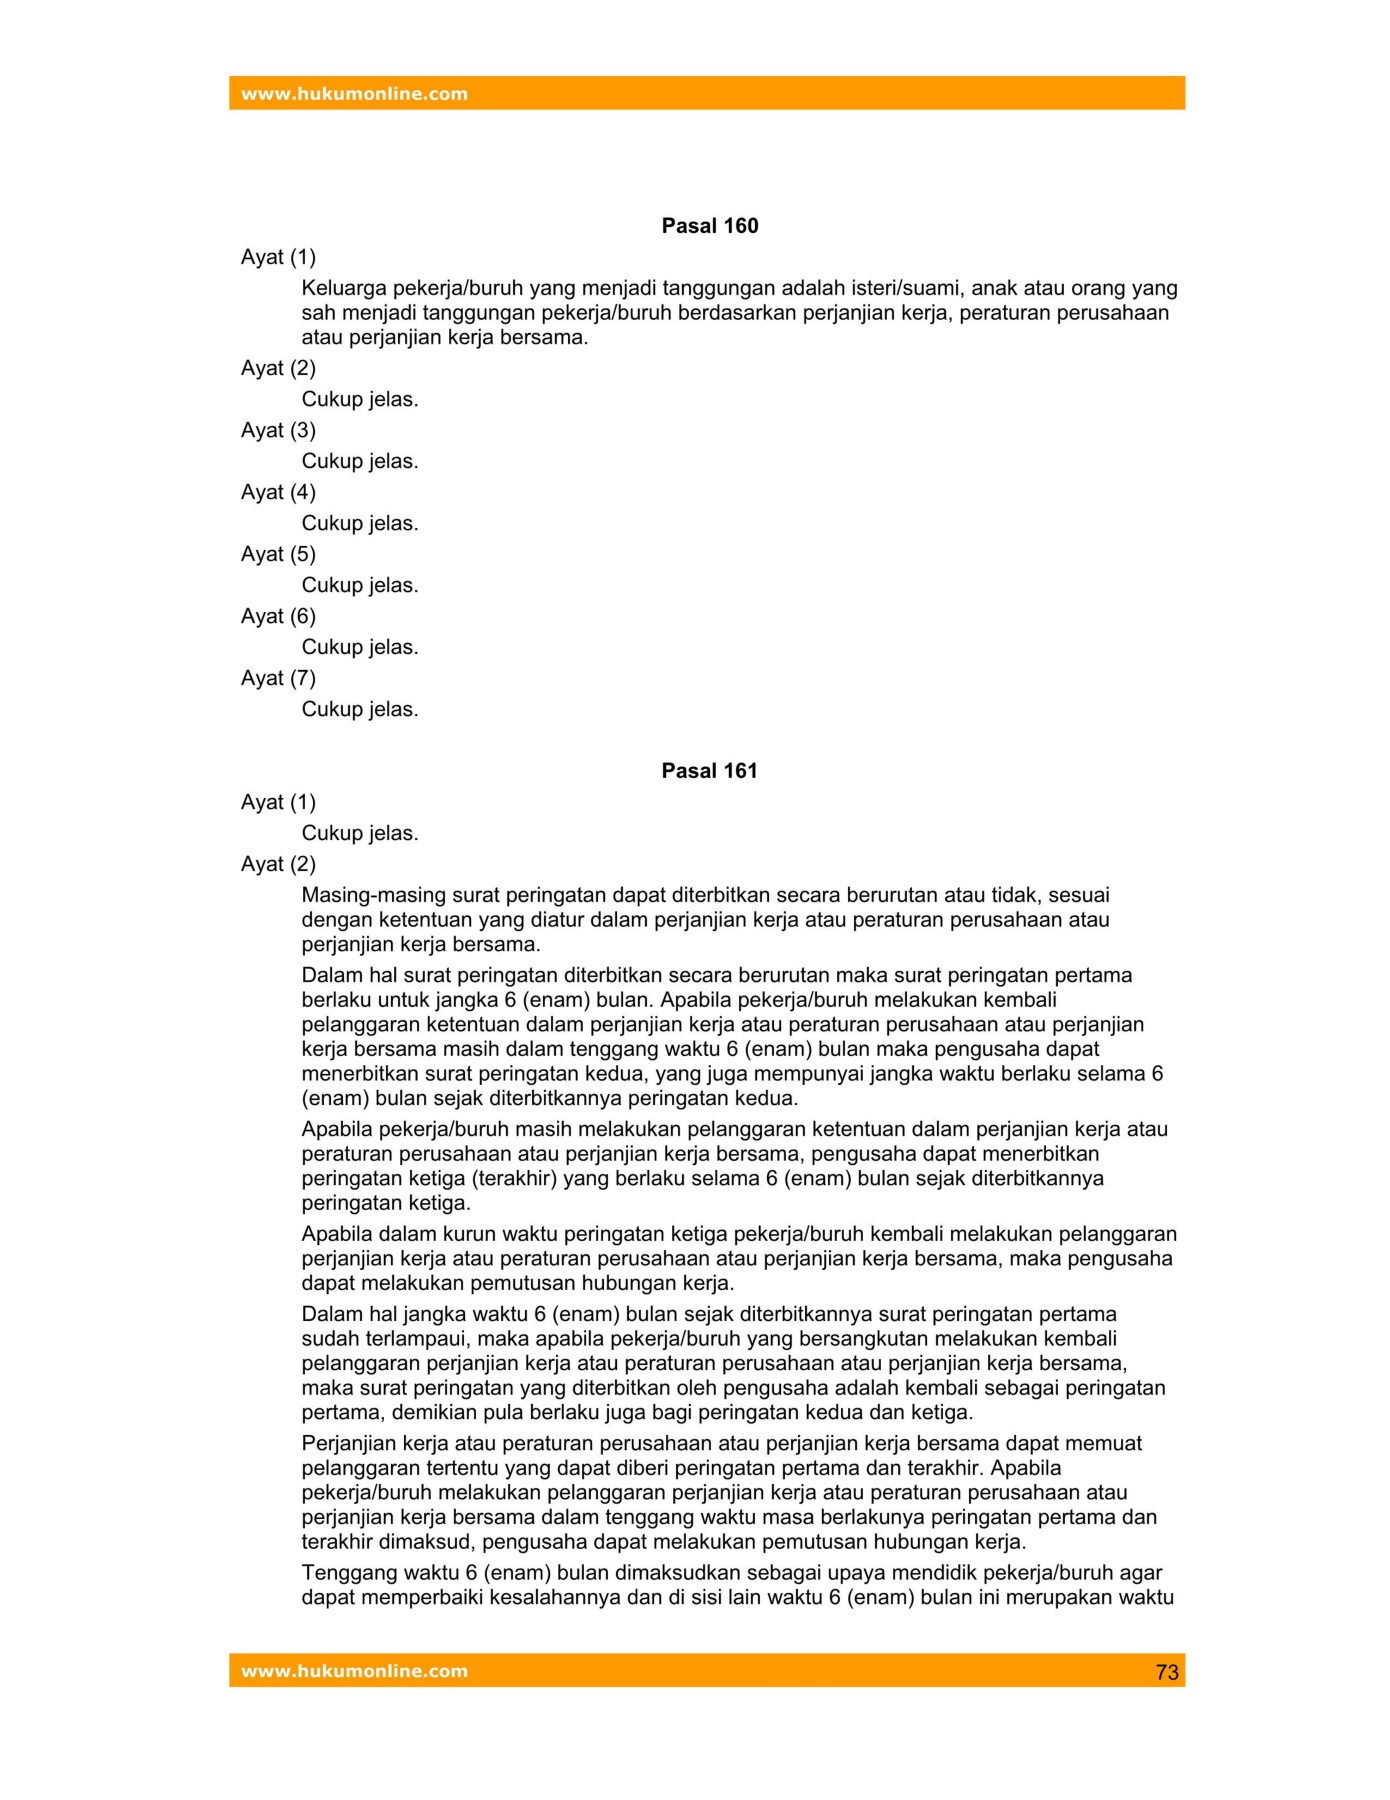 www.hukumonline.com
Pasal 160
Ayat (1)
Keluarga pekerja/buruh yang menjadi tanggungan adalah isteri/suami, anak atau orang yang
sah menjadi tanggungan pekerja/buruh berdasarkan perjanjian kerja, peraturan perusahaan
atau perjanjian kerja bersama.
Ayat (2)
Cukup jelas.
Ayat (3)
Cukup jelas.
Ayat (4)
Cukup jelas.
Ayat (5)
Cukup jelas.
Ayat (6)
Cukup jelas.
Ayat (7)
Cukup jelas.
Pasal 161
Ayat (1)
Cukup jelas.
Ayat (2)
Masing-masing surat peringatan dapat diterbitkan secara berurutan atau tidak, sesuai
dengan ketentuan yang diatur dalam perjanjian kerja atau peraturan perusahaan atau
perjanjian kerja bersama.
Dalam hal surat peringatan diterbitkan secara berurutan maka surat peringatan pertama
berlaku untuk jangka 6 (enam) bulan. Apabila pekerja/buruh melakukan kembali
pelanggaran ketentuan dalam perjanjian kerja atau peraturan perusahaan atau perjanjian
kerja bersama masih dalam tenggang waktu 6 (enam) bulan maka pengusaha dapat
menerbitkan surat peringatan kedua, yang juga mempunyai jangka waktu berlaku selama 6
(enam) bulan sejak diterbitkannya peringatan kedua.
Apabila pekerja/buruh masih melakukan pelanggaran ketentuan dalam perjanjian kerja atau
peraturan perusahaan atau perjanjian kerja bersama, pengusaha dapat menerbitkan
peringatan ketiga (terakhir) yang berlaku selama 6 (enam) bulan sejak diterbitkannya
peringatan ketiga.
Apabila dalam kurun waktu peringatan ketiga pekerja/buruh kembali melakukan pelanggaran
perjanjian kerja atau peraturan perusahaan atau perjanjian kerja bersama, maka pengusaha
dapat melakukan pemutusan hubungan kerja.
Dalam hal jangka waktu 6 (enam) bulan sejak diterbitkannya surat peringatan pertama
sudah terlampaui, maka apabila pekerja/buruh yang bersangkutan melakukan kembali
pelanggaran perjanjian kerja atau peraturan perusahaan atau perjanjian kerja bersama,
maka surat peringatan yang diterbitkan oleh pengusaha adalah kembali sebagai peringatan
pertama, demikian pula berlaku juga bagi peringatan kedua dan ketiga.
Perjanjian kerja atau peraturan perusahaan atau perjanjian kerja bersama dapat memuat
pelanggaran tertentu yang dapat diberi peringatan pertama dan terakhir. Apabila
pekerja/buruh melakukan pelanggaran perjanjian kerja atau peraturan perusahaan atau
perjanjian kerja bersama dalam tenggang waktu masa berlakunya peringatan pertama dan
terakhir dimaksud, pengusaha dapat melakukan pemutusan hubungan kerja.
Tenggang waktu 6 (enam) bulan dimaksudkan sebagai upaya mendidik pekerja/buruh agar
dapat memperbaiki kesalahannya dan di sisi lain waktu 6 (enam) bulan ini merupakan waktu
www.hukumonline.com 73